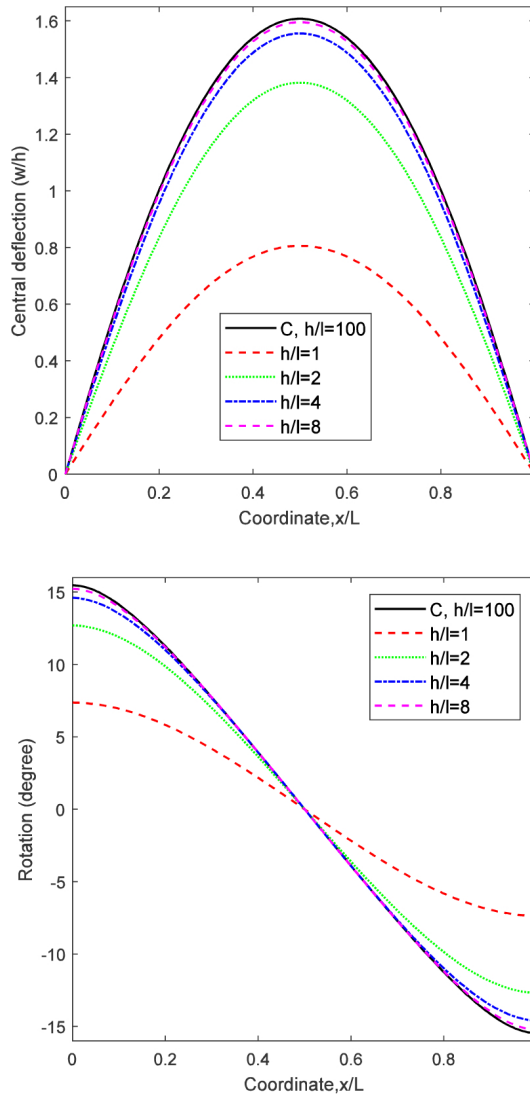 1.6
1.4
1.2
1
0.8
0.6
0.4
0.2
0
Central deflection (w/h)
C, h/l=100
h/l=1
h/l=2
h/l=4
h/l=8
0 0.2 0.4 0.6 0.8
Coordinate,x/L
15
10
5
0
-5
-10
-15
Rotation (degree)
C, h/l=100
h/l=1
h/l=2
h/l=4
h/l=8
0 0.2 0.4 0.6 0.8
Coordinate,x/L